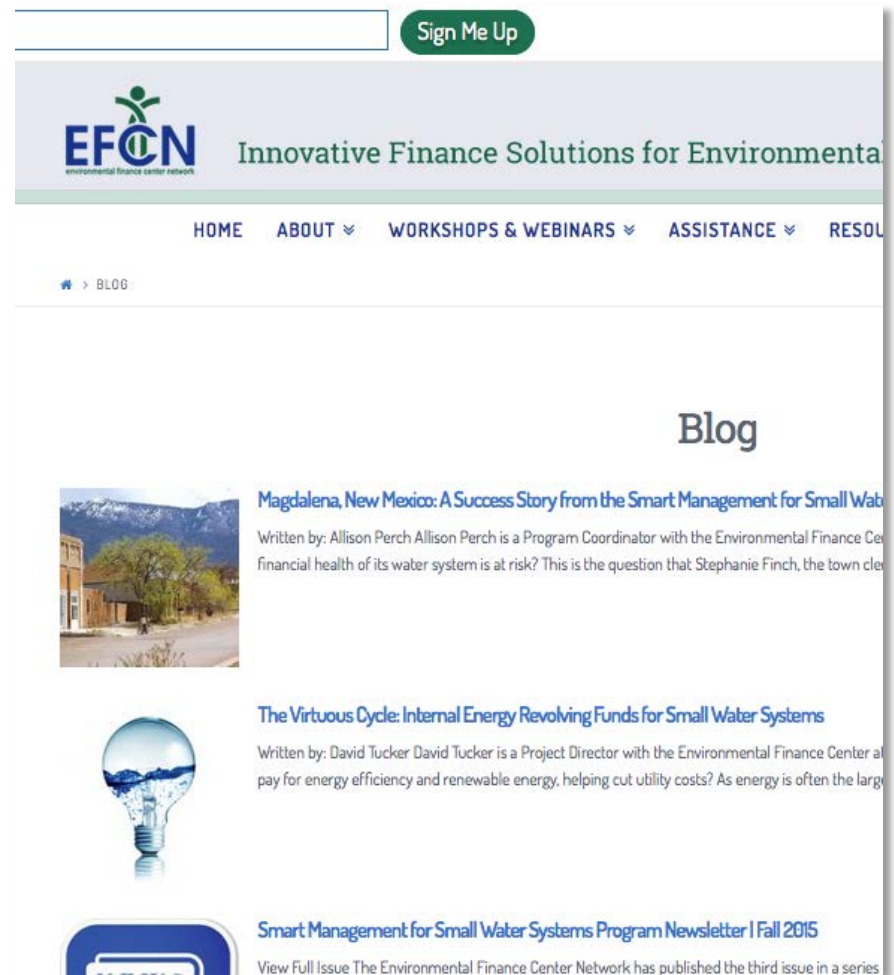 Sign Me Up
EFCN
environmental finance center network
Innovative Finance Solutions for Environmental
HOME ABOUT WORKSHOPS & WEBINARS ASSISTANCE RESOU
> BLOG
Blog
Magdalena, New Mexico: A Success Story from the Smart Management for Small Wat
Written by: Allison Perch Allison Perch is a Program Coordinator with the Environmental Finance Ce
financial health of its water system is at risk? This is the question that Stephanie Finch, the town cle
The Virtuous Cycle: Internal Energy Revolving Funds for Small Water Systems
Written by: David Tucker David Tucker is a Project Director with the Environmental Finance Center a
pay for energy efficiency and renewable energy, helping cut utility costs? As energy is often the larg
Smart Management for Small Water Systems Program Newsletter | Fall 2015
View Full Issue The Environmental Finance Center Network has published the third issue in a series